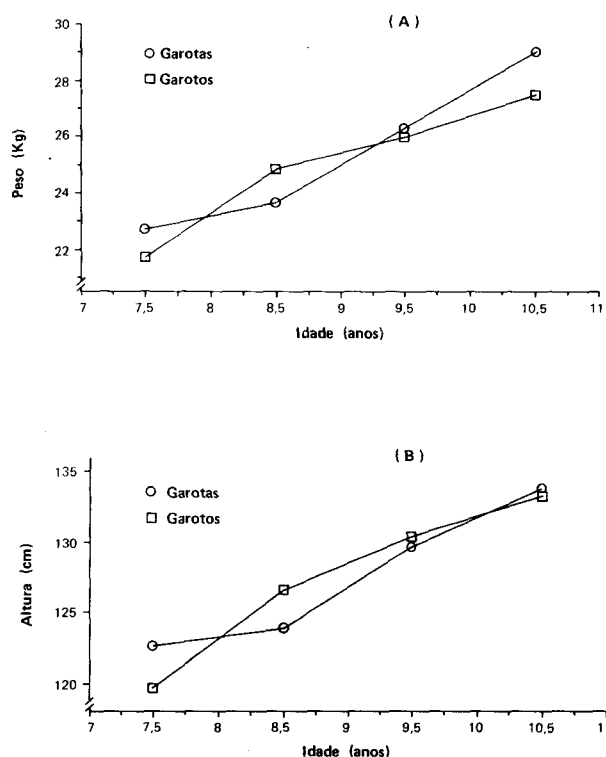 (A)
Garotas
Garotos
30
28
26
24
22
Peso (Kg)
7 7,5 8 8,5 9 9,5 10 10,5 11
Idade (anos)
(B)
135
Garotas
Garotos
130
125
120
Altura (cm)
7 7,5 8 8,5 9 9,5 10 10,5 11
Idade (anos)